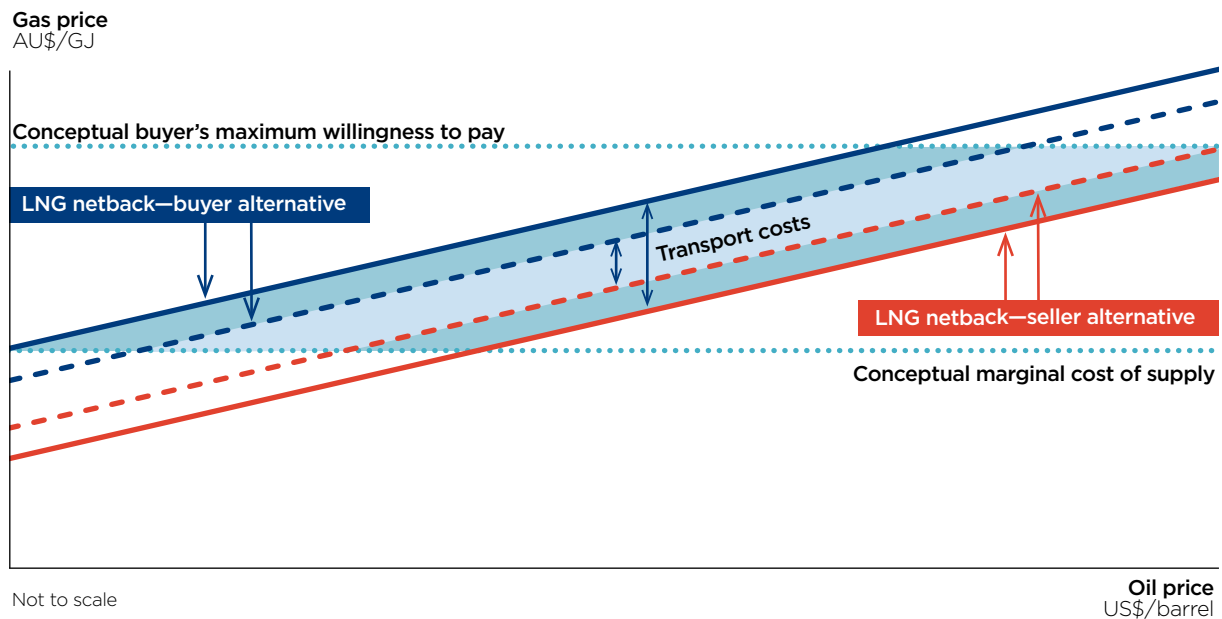 Gas price
AU$/GJ
Conceptual buyer's maximum willingness to pay
LNG netback—buyer alternative
Transport costs
LNG netback—seller alternative
Conceptual marginal cost of supply
Not to scale
Oil price
US$/barrel